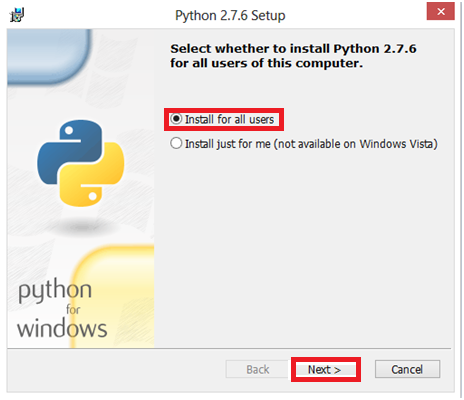 Python 2.7.6 Setup
Select whether to install Python 2.7.6
for all users of this computer.
Install for all users
Install just for me (not available on Windows Vista)
python
for
windows
Back
Next >
Cancel